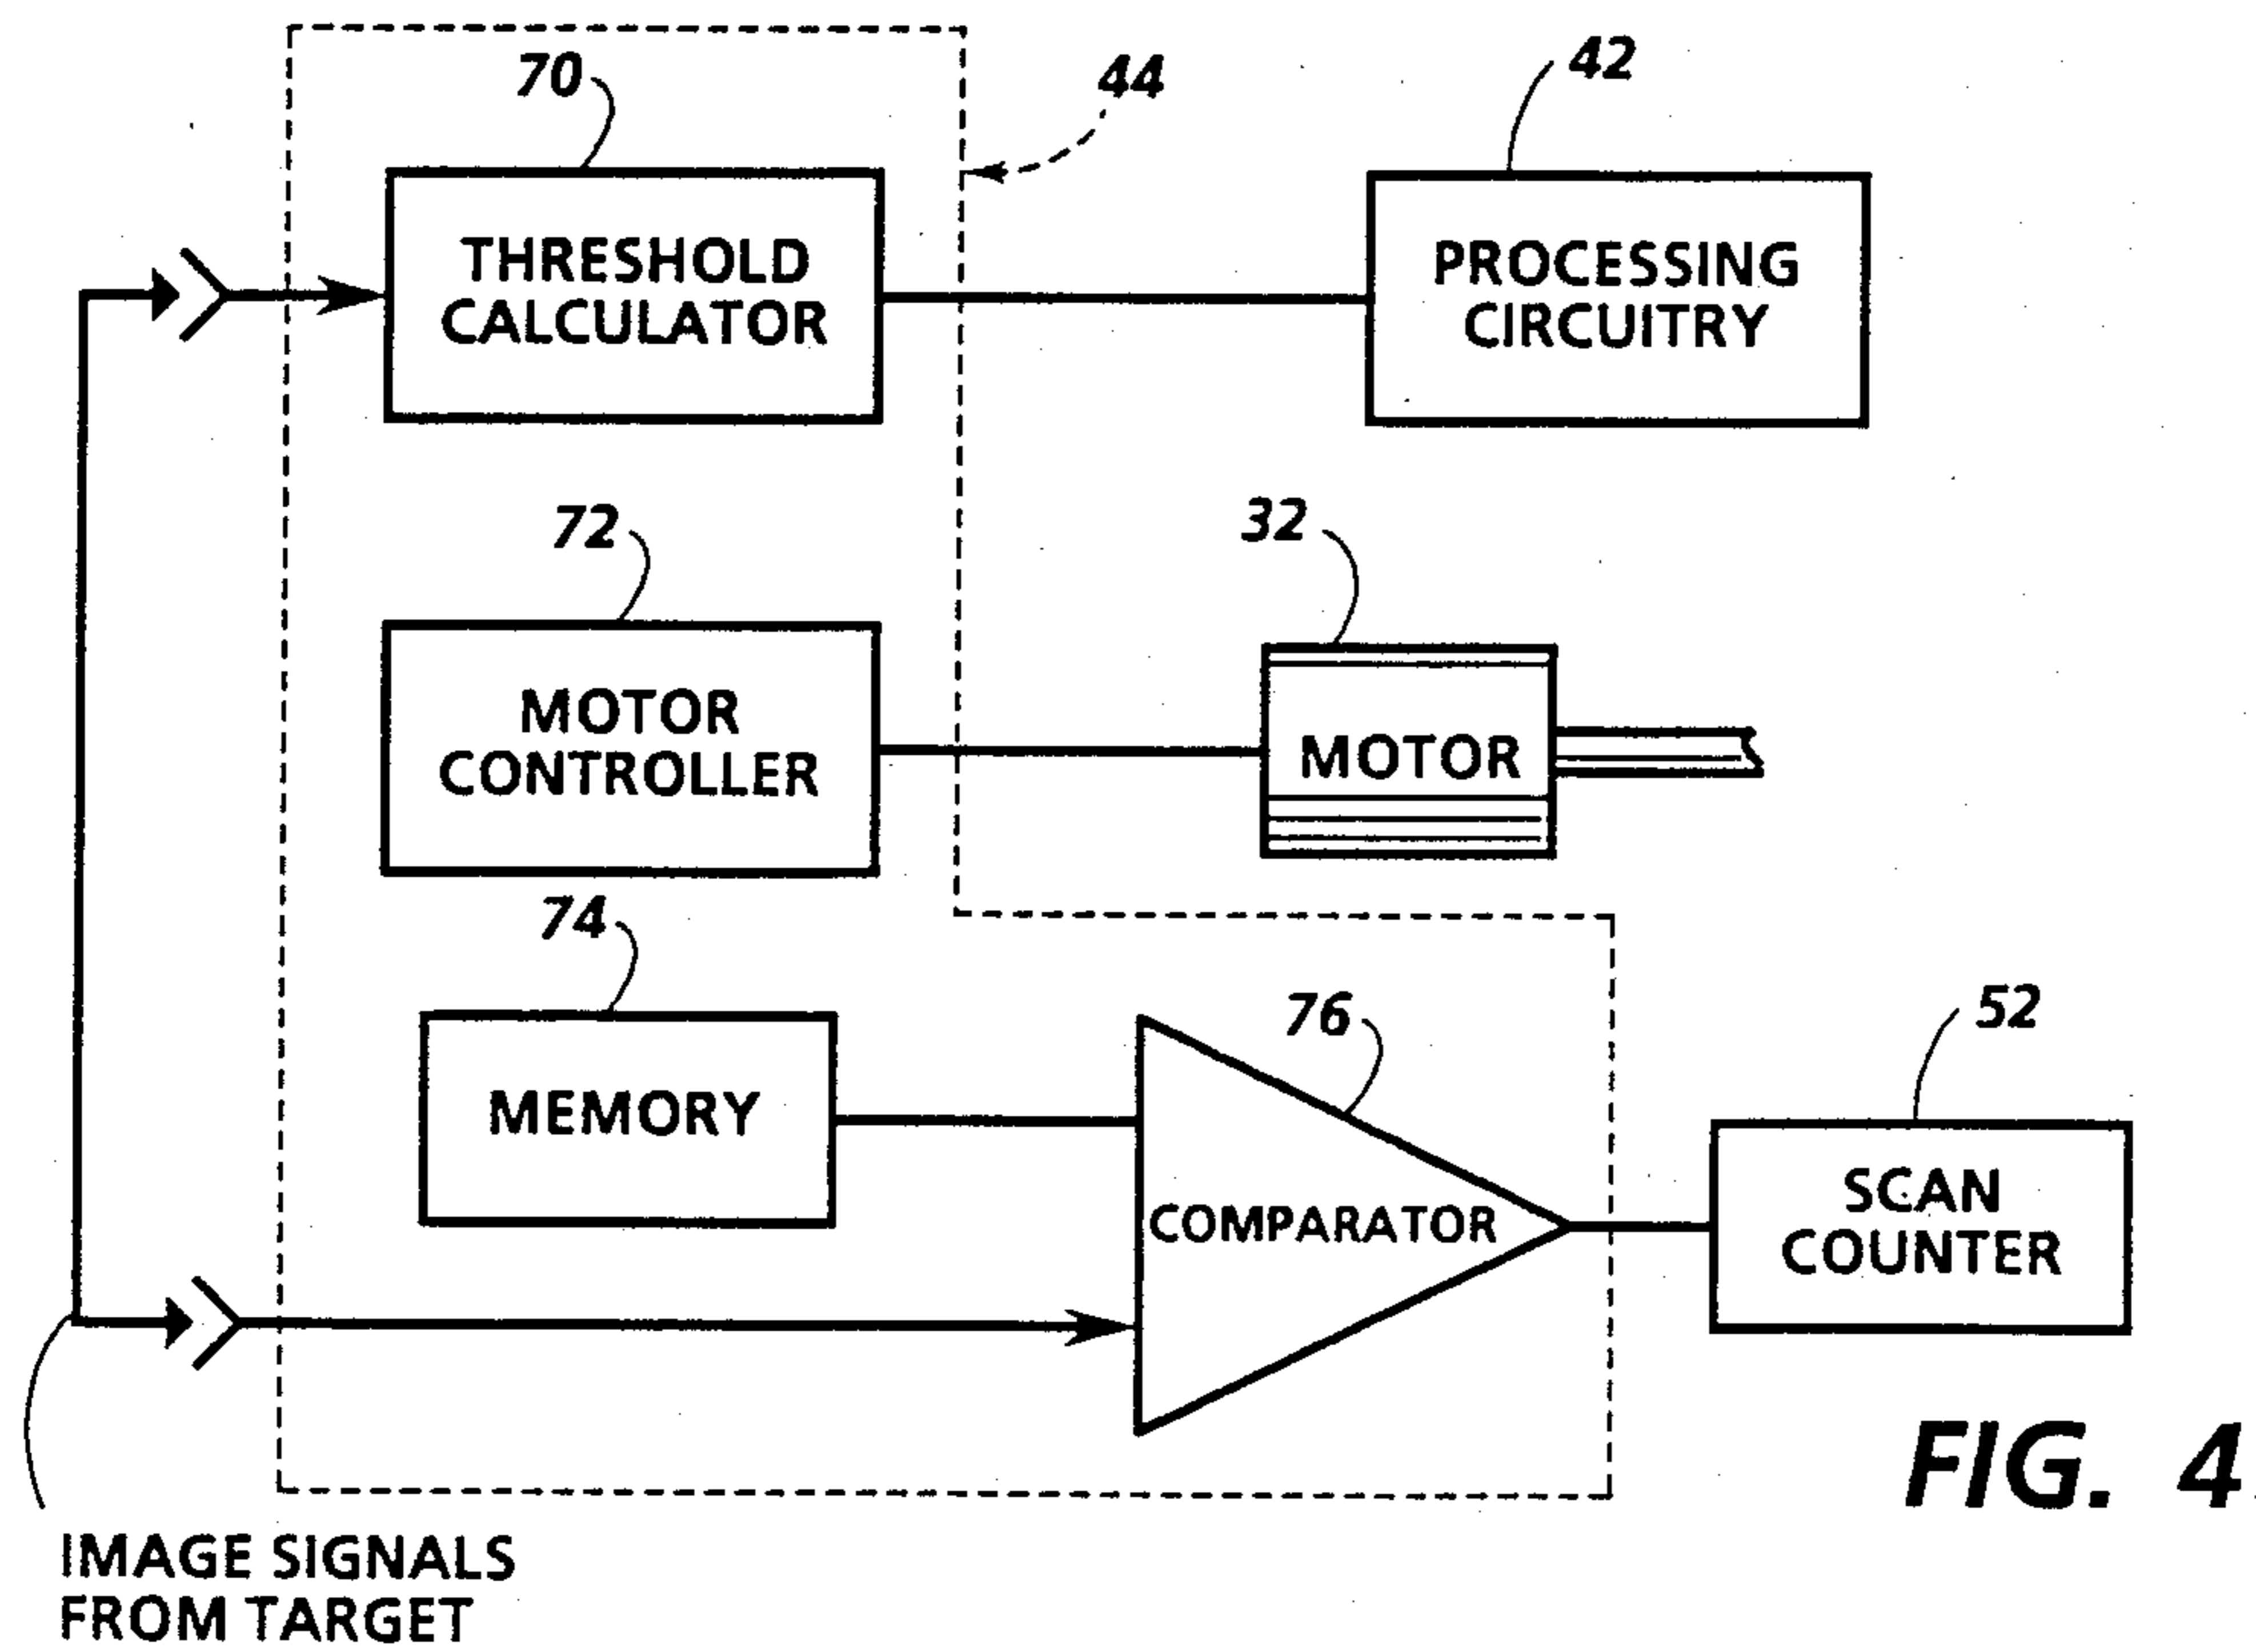 70
44
42
THRESHOLD
CALCULATOR
PROCESSING
CIRCUITRY
72
32
MOTOR
CONTROLLER
MOTOR
74
76
52
MEMORY
COMPARATOR
SCAN
COUNTER
FIG. 4
IMAGE SIGNALS
FROM TARGET